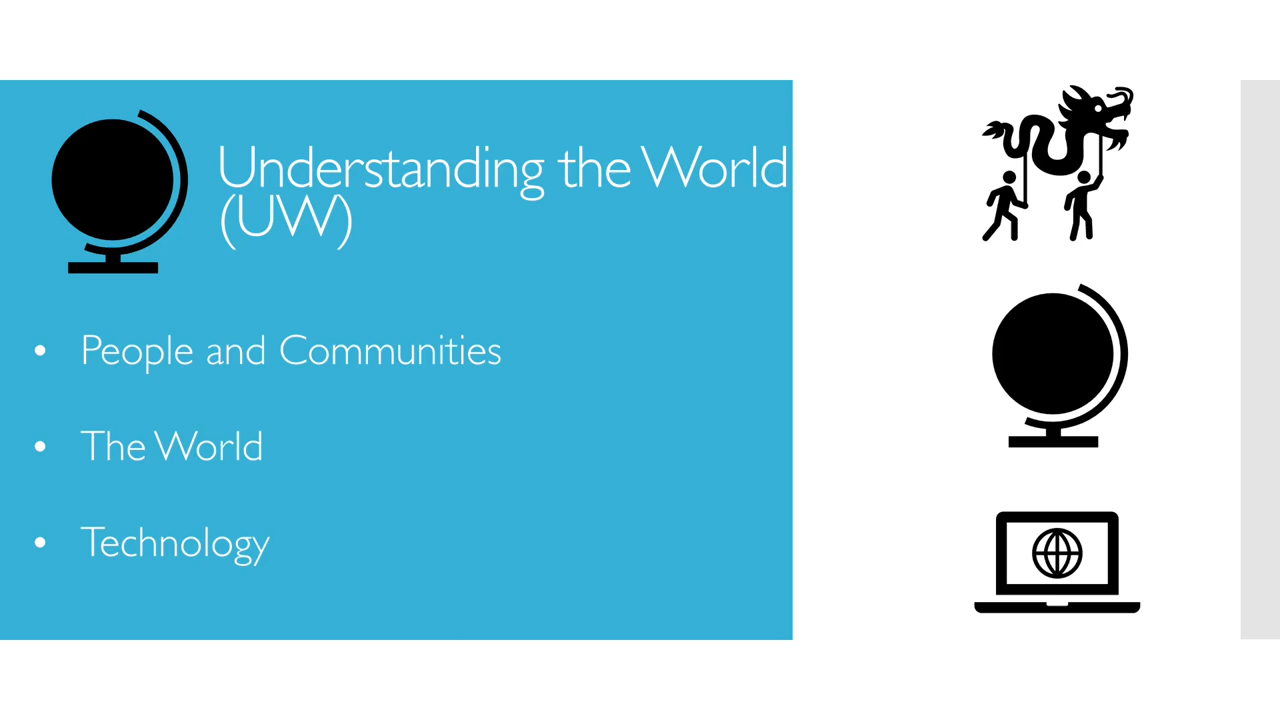 Understanding the World
(UW)
• People and Communities
• The World
• Technology